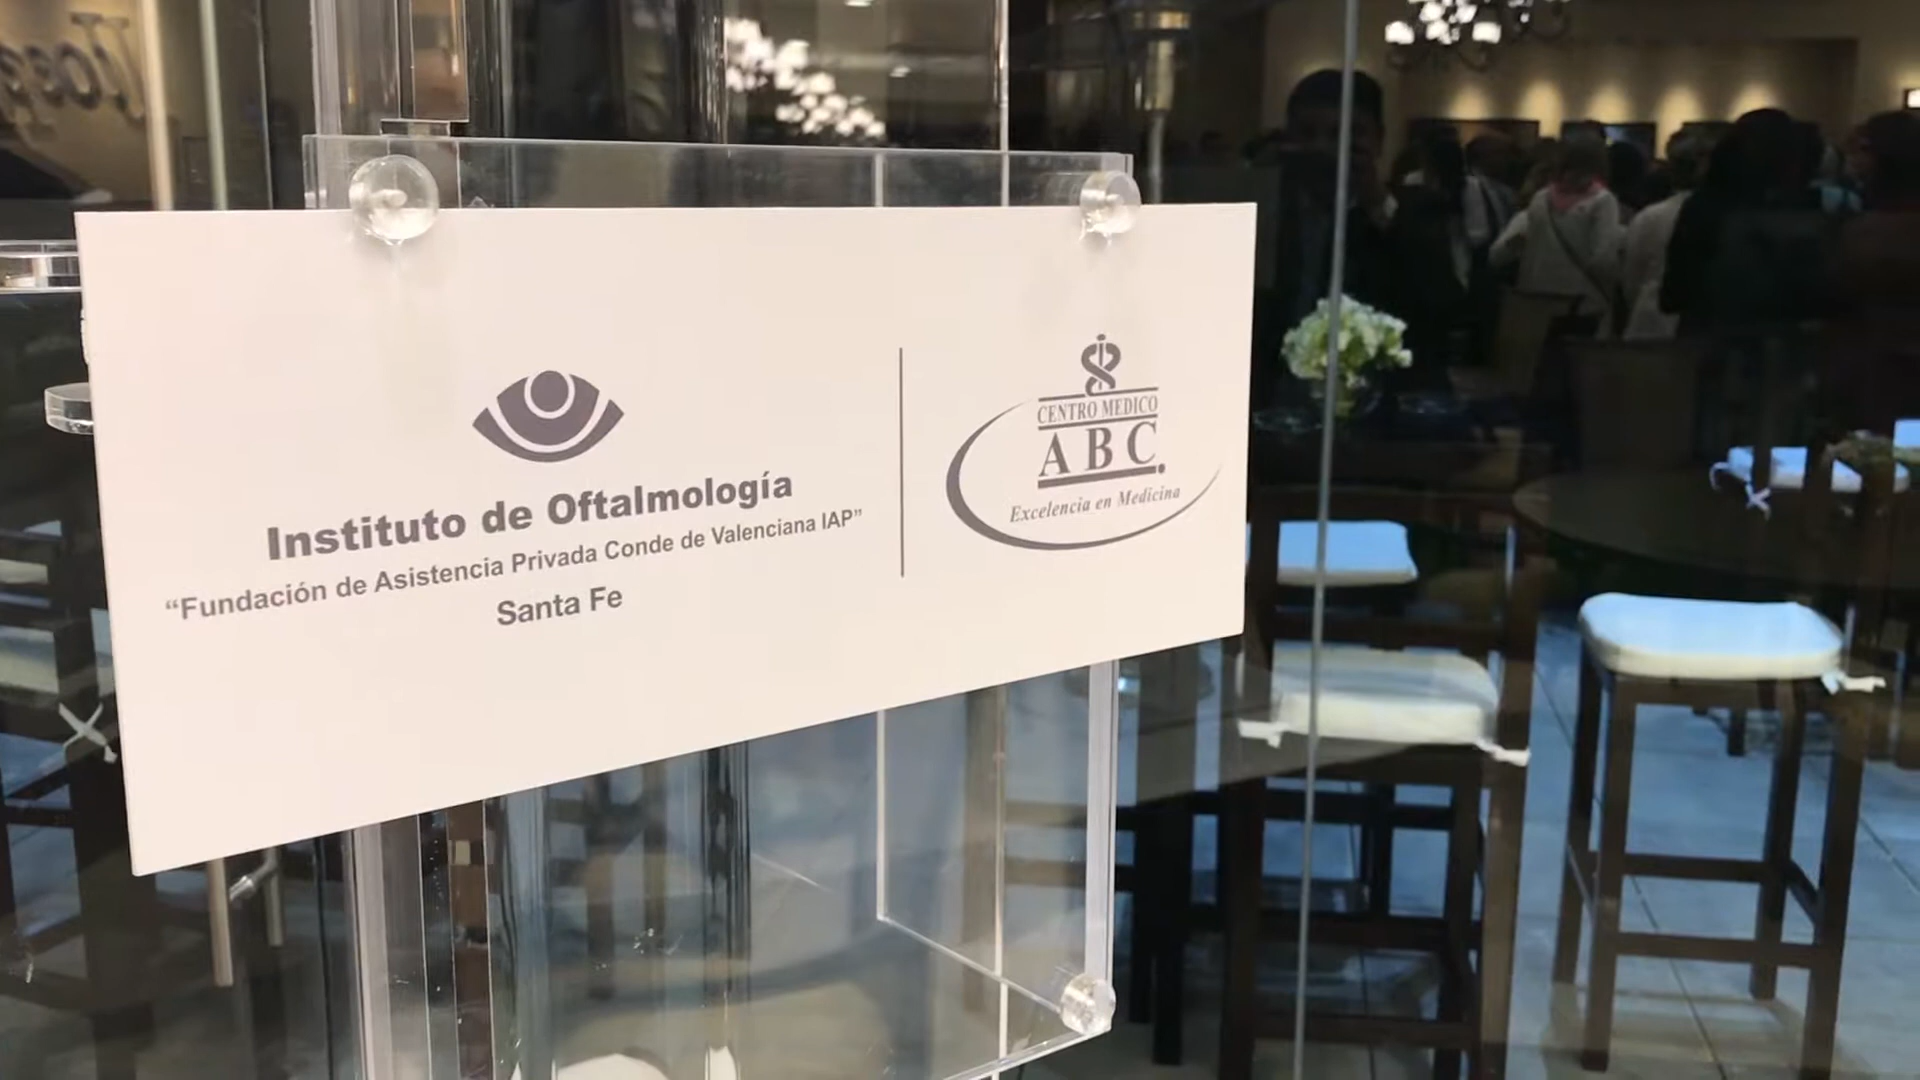 Instituto de Oftalmología
“Fundación de Asistencia Privada Conde de Valenciana IAP”
Santa Fe
CENTRO MEDICO
ABC.
Excelencia en Medicina